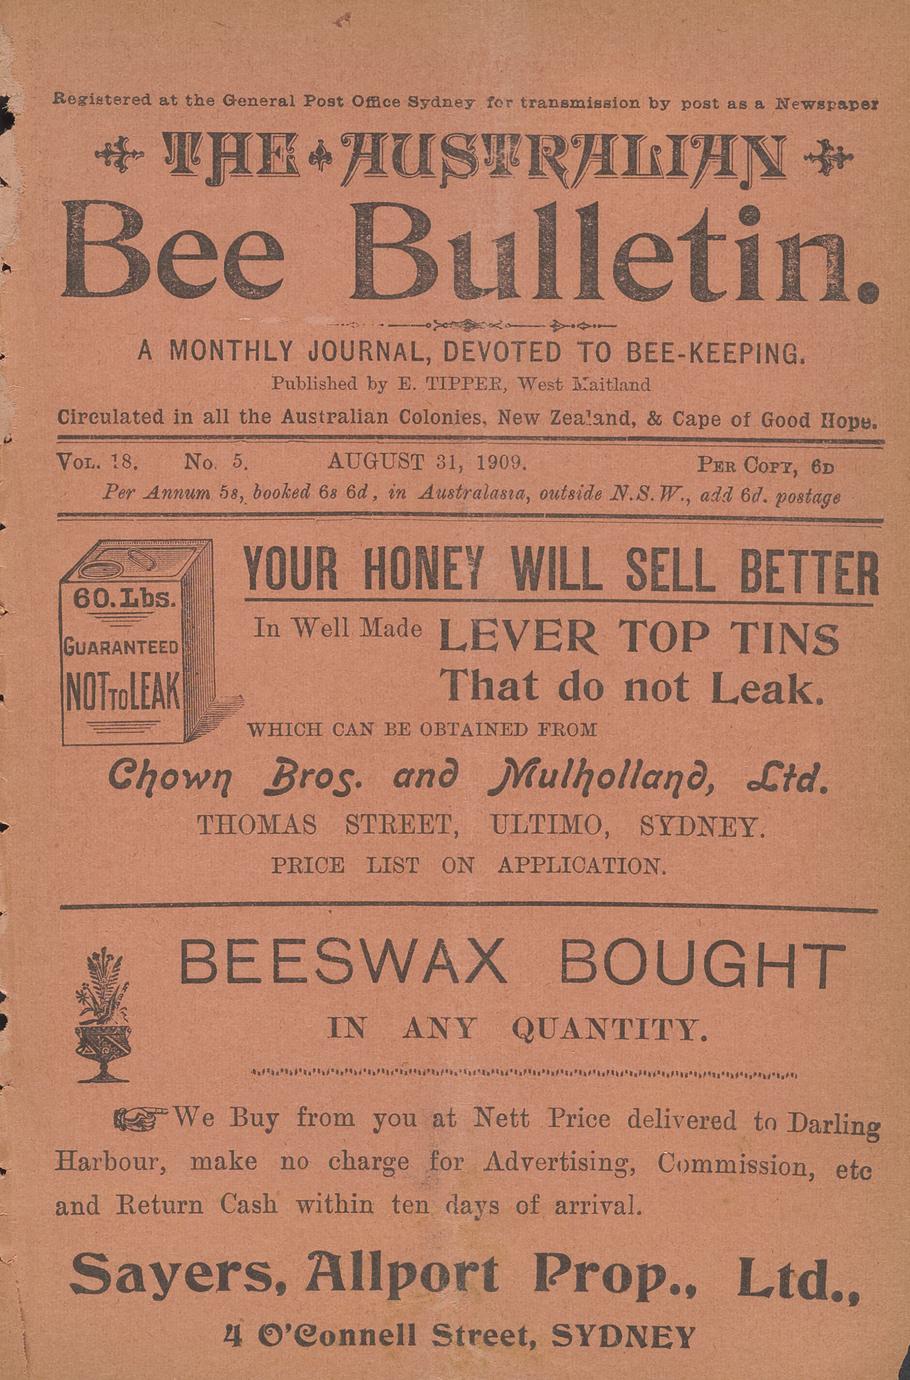 Registered at the General Post Office Sydney for transmission by post as a Newspaper
THE AUSTRALIAN
Bee Bulletin.
A MONTHLY JOURNAL, DEVOTED TO BEE-KEEPING.
Published by E. TIPPER, West Maitland
Circulated in all the Australian Colonies, New Zealand, & Cape of Good Hope.
VOL. 18. No. 5. AUGUST 31, 1909. PER COPY, 6D
Per Annum 5s, booked 6s 6d, in Australasia, outside N.S.W., add 6d. postage
60.Lbs.
GUARANTEED
NOT TO LEAK
YOUR HONEY WILL SELL BETTER
In Well Made LEVER TOP TINS
That do not Leak.
WHICH CAN BE OBTAINED FROM
Chown Bros. and Mulholland, Ltd.
THOMAS STREET, ULTIMO, SYDNEY.
PRICE LIST ON APPLICATION.
BEESWAX BOUGHT
IN ANY QUANTITY.
We Buy from you at Nett Price delivered to Darling
Harbour, make no charge for Advertising, Commission, etc
and Return Cash within ten days of arrival.
Sayers, Allport Prop., Ltd.,
4 O'Connell Street, SYDNEY